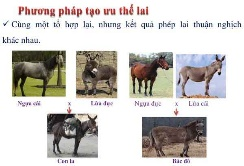 Phương pháp tạo ưu thế lai
✓ Cùng một tổ hợp lai, nhưng kết quả phép lai thuận nghịch
khác nhau.
Ngựa cái x Lừa đực Ngựa đực x Lừa cái
Con la Bác đô